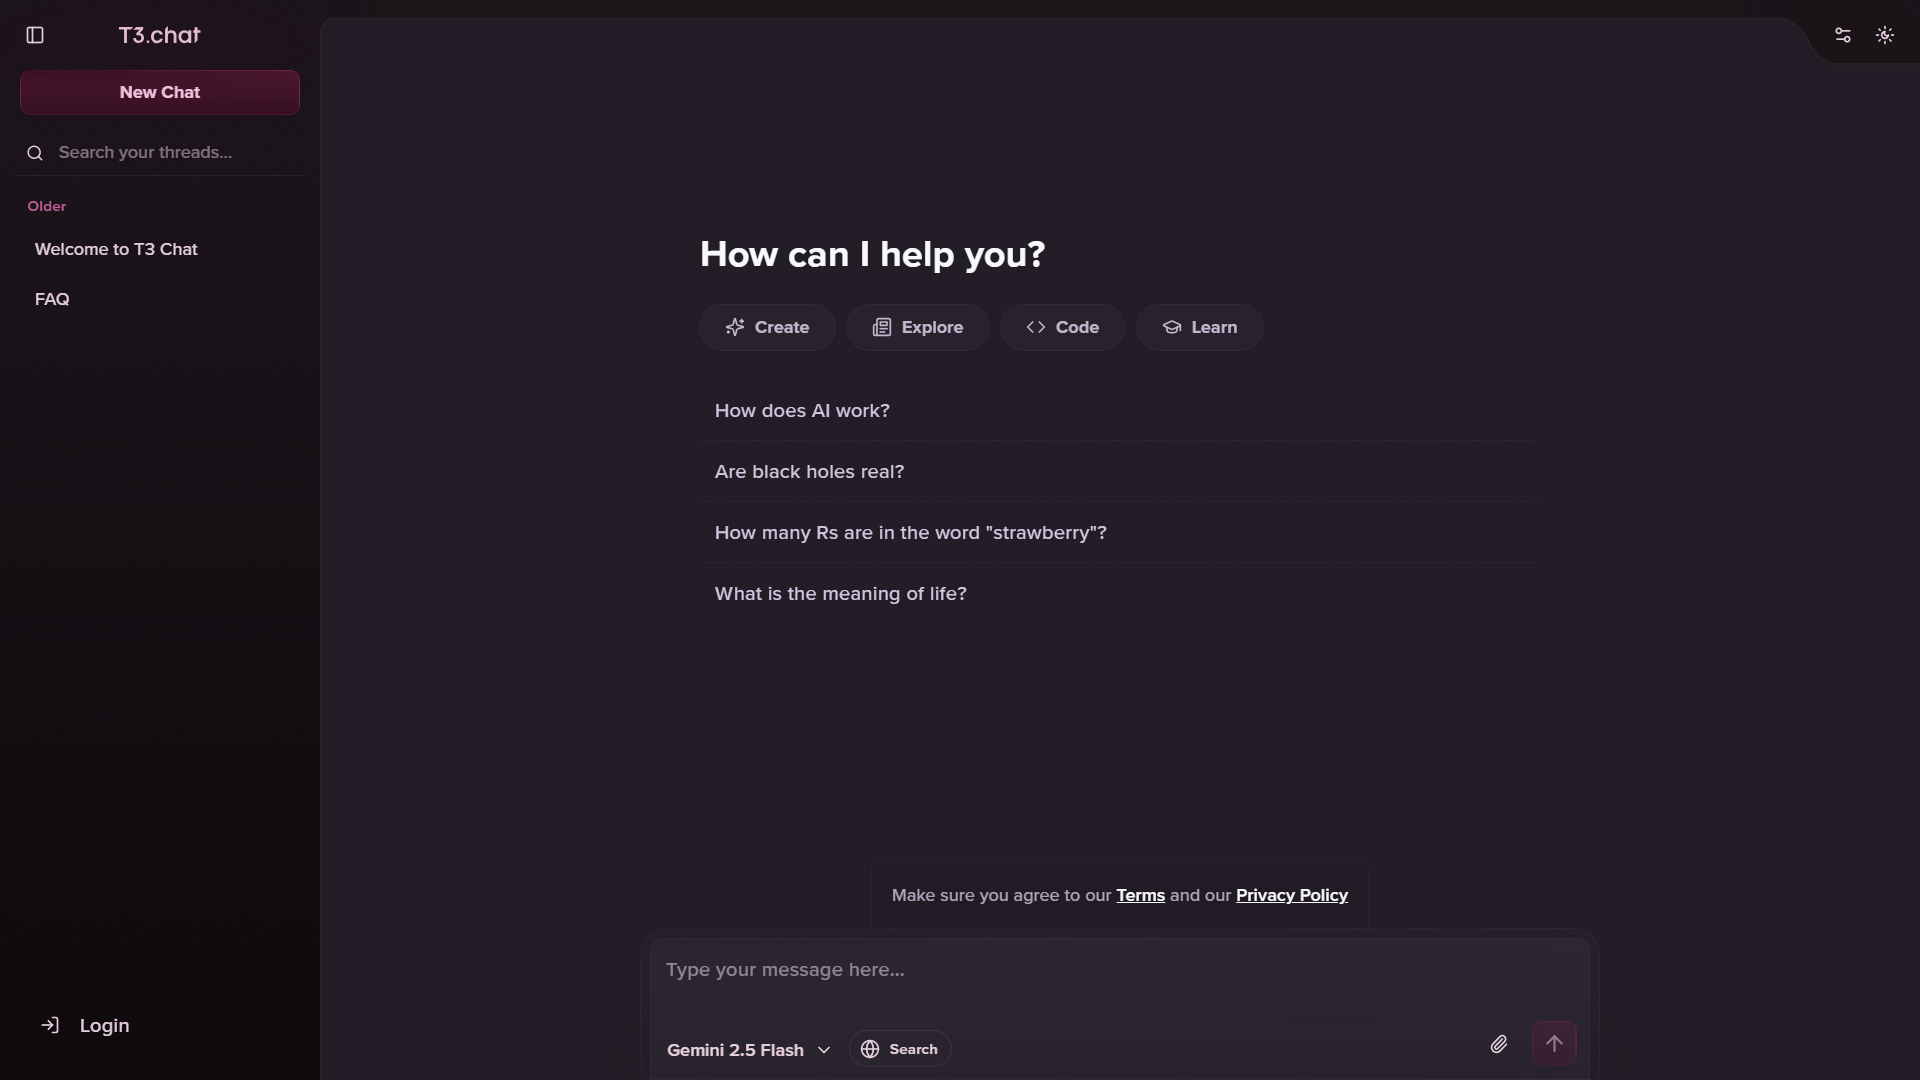 T3.chat
New Chat
Search your threads...
Older
Welcome to T3 Chat
FAQ
Login
How can I help you?
Create
Explore
Code
Learn
How does AI work?
Are black holes real?
How many Rs are in the word "strawberry"?
What is the meaning of life?
Make sure you agree to our Terms and our Privacy Policy
Type your message here...
Gemini 2.5 Flash
Search